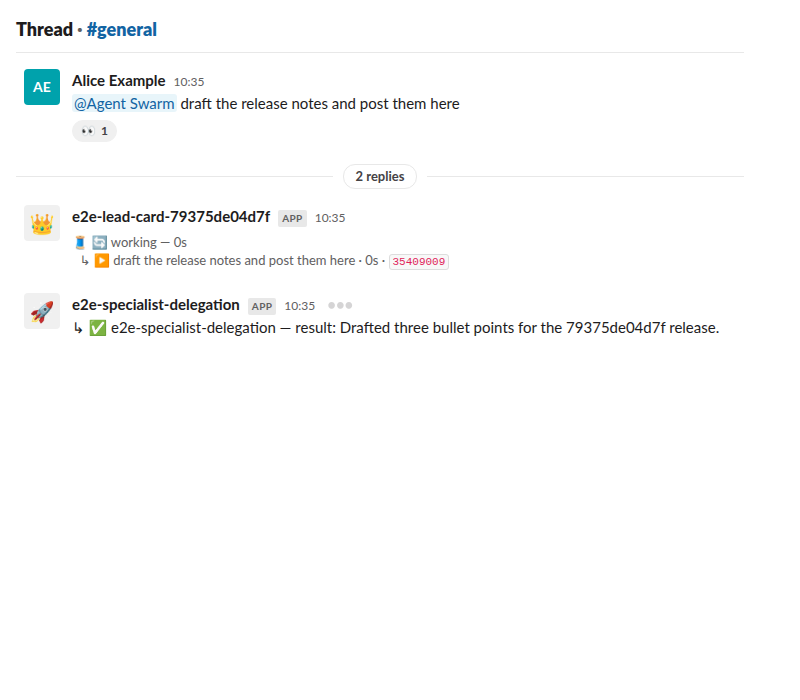 Thread • #general
AE
Alice Example 10:35
@Agent Swarm draft the release notes and post them here
👀 1
2 replies
e2e-lead-card-79375de04d7f APP 10:35
🧵 🔄 working — 0s
↳ ▶️ draft the release notes and post them here · 0s · 35409009
e2e-specialist-delegation APP 10:35
↳ ✅ e2e-specialist-delegation — result: Drafted three bullet points for the 79375de04d7f release.